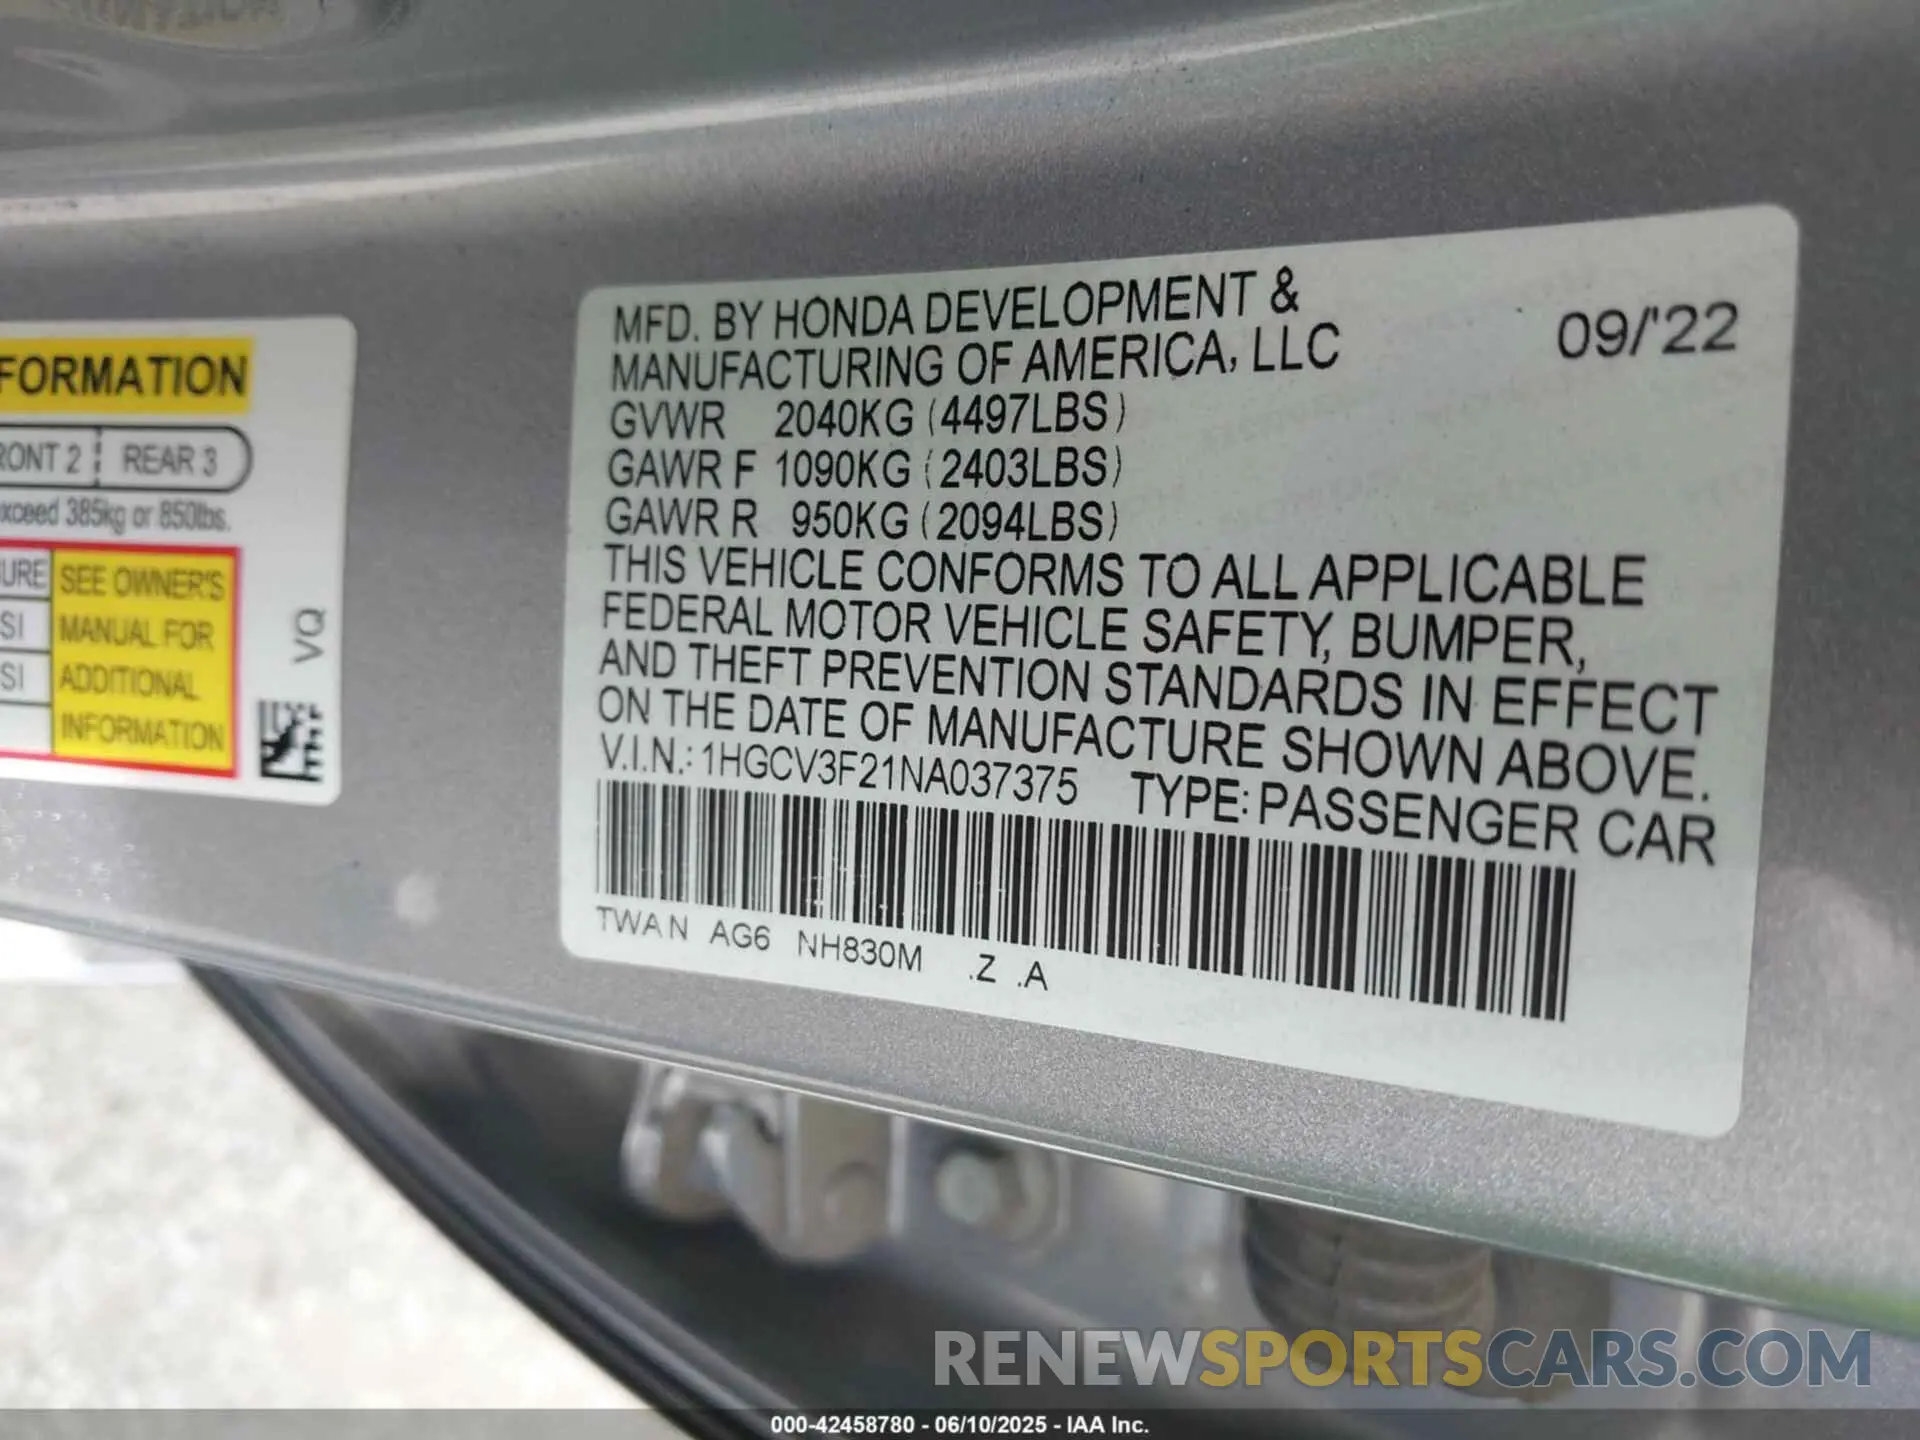 FORMATION
RONT 2 REAR 3
xceed 385kg or 850lbs.
URE SEE OWNER'S
SI MANUAL FOR
SI ADDITIONAL
INFORMATION
VQ
MFD. BY HONDA DEVELOPMENT &
MANUFACTURING OF AMERICA, LLC 09/'22
GVWR 2040KG (4497LBS)
GAWR F 1090KG (2403LBS)
GAWR R 950KG (2094LBS)
THIS VEHICLE CONFORMS TO ALL APPLICABLE
FEDERAL MOTOR VEHICLE SAFETY, BUMPER,
AND THEFT PREVENTION STANDARDS IN EFFECT
ON THE DATE OF MANUFACTURE SHOWN ABOVE.
V.I.N.: 1HGCV3F21NA037375 TYPE: PASSENGER CAR
TWAN AG6 NH830M .Z .A
RENEWSPORTSCARS.COM
000-42458780 - 06/10/2025 - IAA Inc.